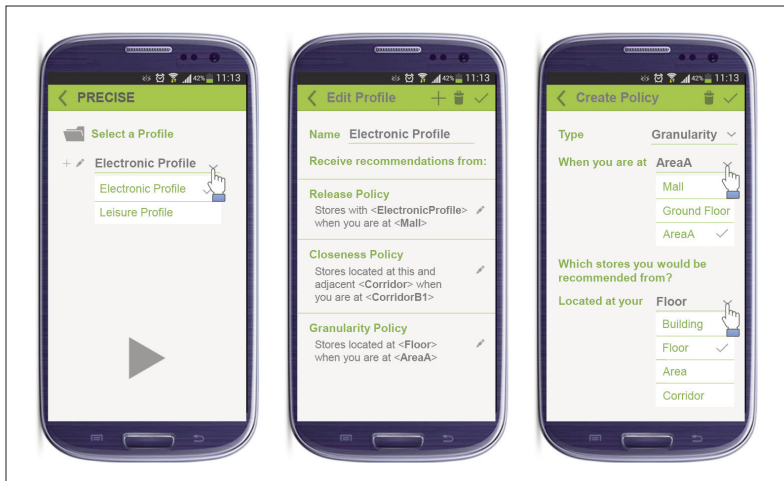 11:13
PRECISE
Select a Profile
Electronic Profile
Electronic Profile
Leisure Profile
11:13
Edit Profile
Name Electronic Profile
Receive recommendations from:
Release Policy
Stores with <ElectronicProfile>
when you are at <Mall>
Closeness Policy
Stores located at this and
adjacent <Corridor> when
you are at <CorridorB1>
Granularity Policy
Stores located at <Floor>
when you are at <AreaA>
42% 11:13
Create Policy
Type Granularity
When you are at AreaA
Mall
Ground Floor
AreaA
Which stores you would be
recommended from?
Located at your Floor
Building
Floor
Area
Corridor